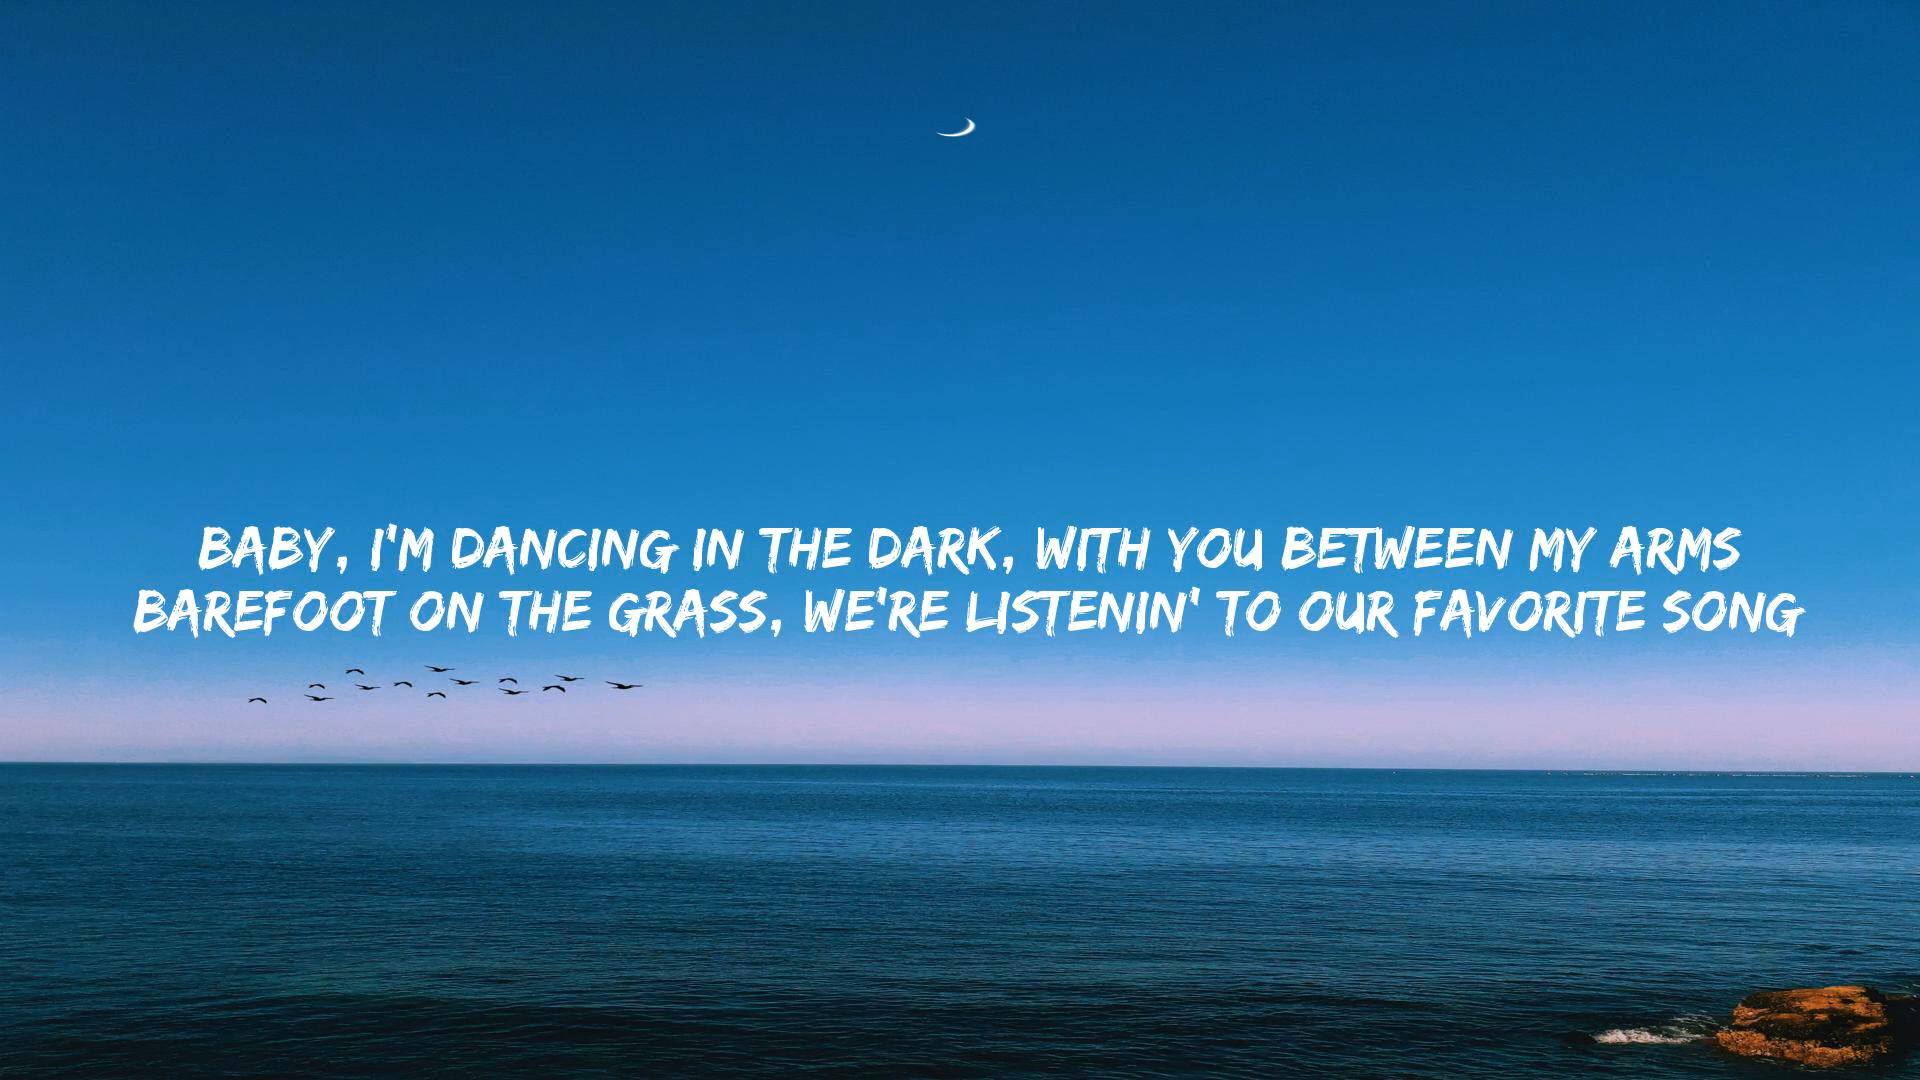 BABY, I'M DANCING IN THE DARK, WITH YOU BETWEEN MY ARMS
BAREFOOT ON THE GRASS, WE'RE LISTENIN' TO OUR FAVORITE SONG